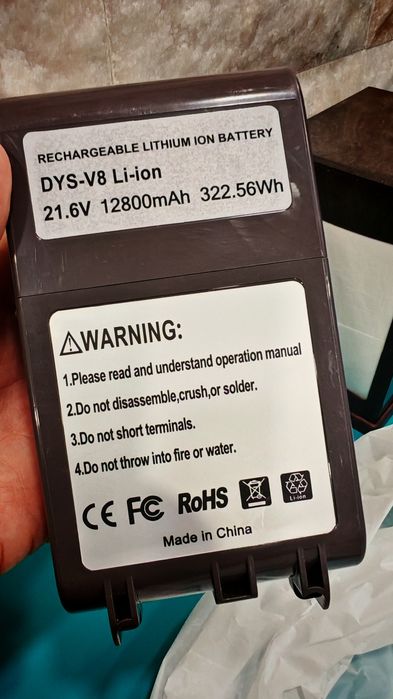 RECHARGEABLE LITHIUM ION BATTERY
DYS-V8 Li-ion
21.6V 12800mAh 322.56Wh
⚠WARNING:
1.Please read and understand operation manual
2.Do not disassemble,crush,or solder.
3.Do not short terminals.
4.Do not throw into fire or water.
CE FC RoHS Li-ion
Made in China